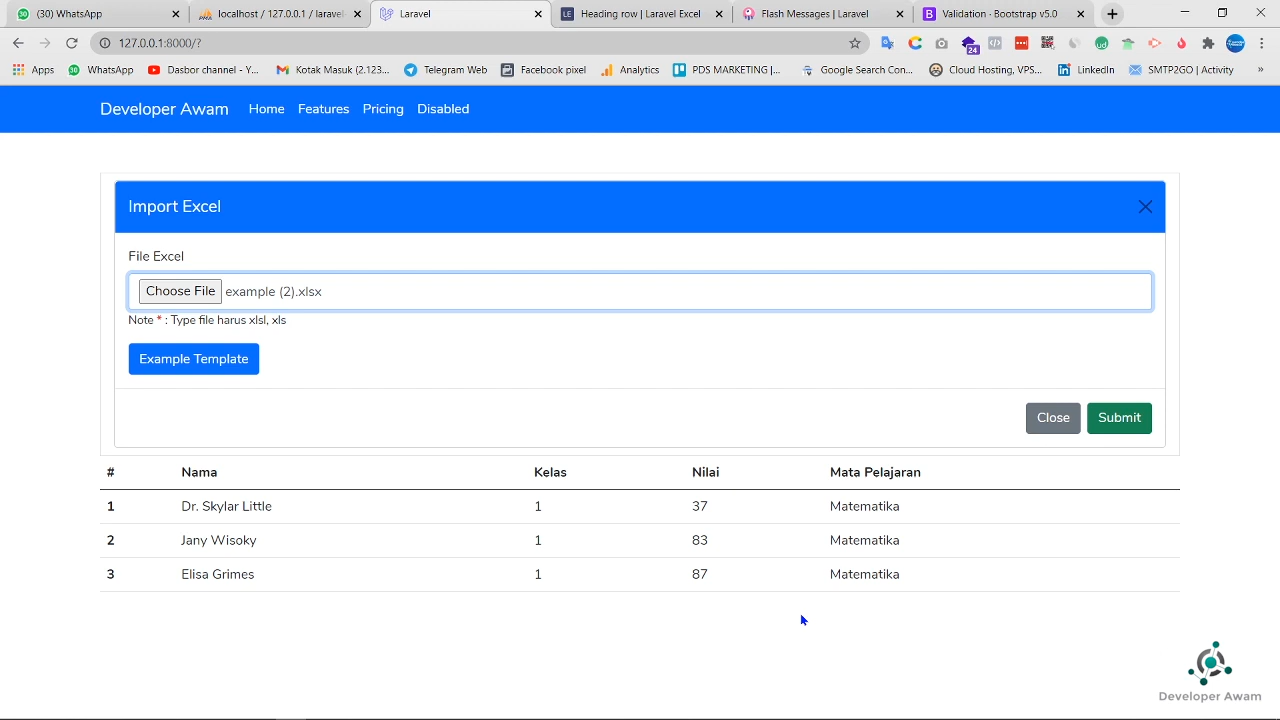 (30) WhatsApp
localhost / 127.0.0.1 / laravel
Laravel
Heading row | Laravel Excel
Flash Messages | Laravel
Validation · Bootstrap v5.0
127.0.0.1:8000/?
24
Apps
WhatsApp
Dasbor channel - Y...
Kotak Masuk (2.123...
Telegram Web
Facebook pixel
Analytics
PDS MARKETING |...
Google Search Con...
Cloud Hosting, VPS...
LinkedIn
SMTP2GO | Activity
»
Developer Awam Home Features Pricing Disabled
Import Excel
File Excel
Choose File example (2).xlsx
Note * : Type file harus xlsl, xls
Example Template
Close Submit
# Nama Kelas Nilai Mata Pelajaran
1 Dr. Skylar Little 1 37 Matematika
2 Jany Wisoky 1 83 Matematika
3 Elisa Grimes 1 87 Matematika
Developer Awam